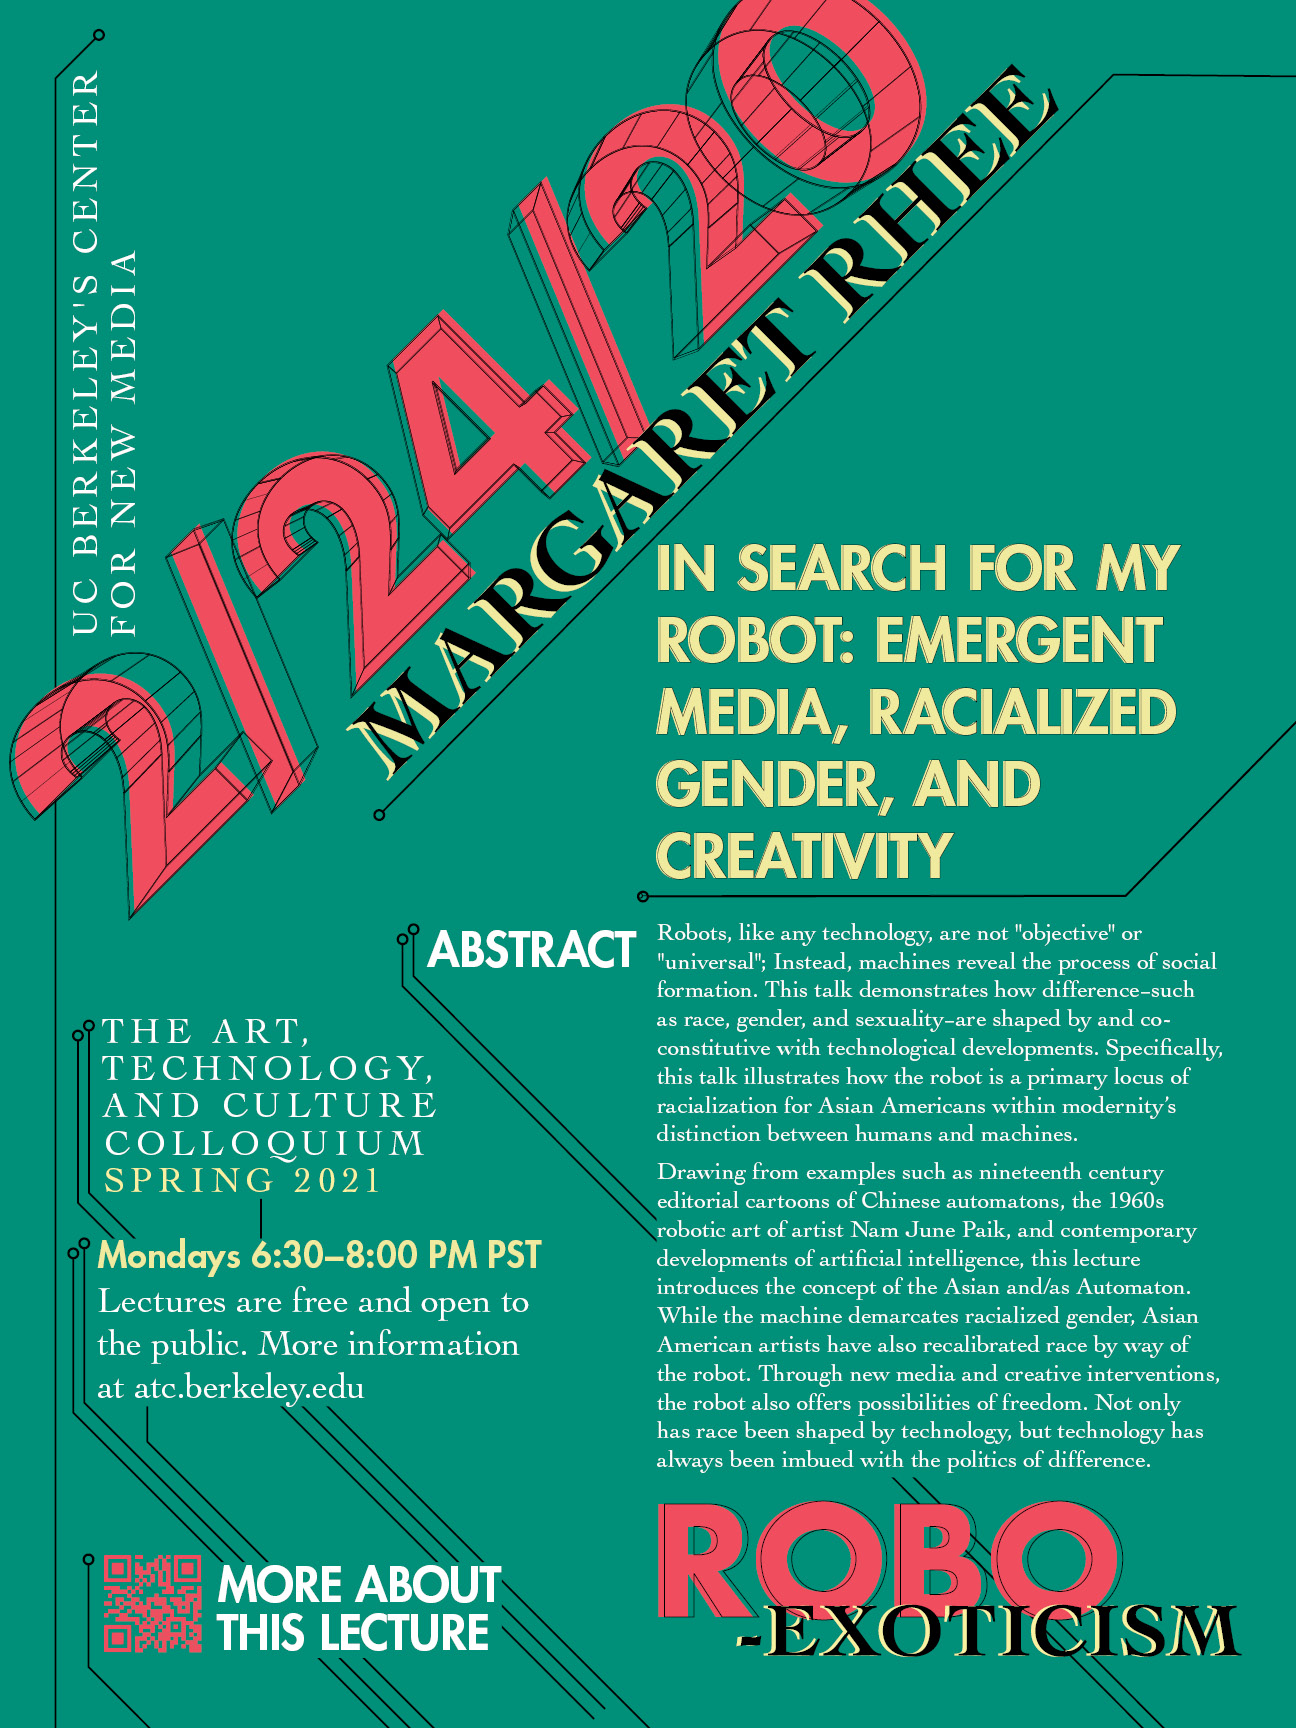 UC BERKELEY'S CENTER
FOR NEW MEDIA
2/24/20
MARGARET RHEE
IN SEARCH FOR MY
ROBOT: EMERGENT
MEDIA, RACIALIZED
GENDER, AND
CREATIVITY
ABSTRACT
Robots, like any technology, are not "objective" or
"universal"; Instead, machines reveal the process of social
formation. This talk demonstrates how difference–such
as race, gender, and sexuality–are shaped by and co-
constitutive with technological developments. Specifically,
this talk illustrates how the robot is a primary locus of
racialization for Asian Americans within modernity’s
distinction between humans and machines.
Drawing from examples such as nineteenth century
editorial cartoons of Chinese automatons, the 1960s
robotic art of artist Nam June Paik, and contemporary
developments of artificial intelligence, this lecture
introduces the concept of the Asian and/as Automaton.
While the machine demarcates racialized gender, Asian
American artists have also recalibrated race by way of
the robot. Through new media and creative interventions,
the robot also offers possibilities of freedom. Not only
has race been shaped by technology, but technology has
always been imbued with the politics of difference.
THE ART,
TECHNOLOGY,
AND CULTURE
COLLOQUIUM
SPRING 2021
Mondays 6:30–8:00 PM PST
Lectures are free and open to
the public. More information
at atc.berkeley.edu
MORE ABOUT
THIS LECTURE
ROBO
-EXOTICISM